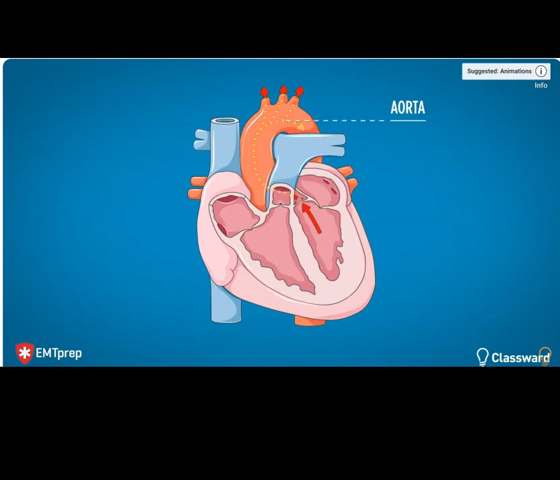 Suggested: Animations
Info
AORTA
EMTprep
Classward